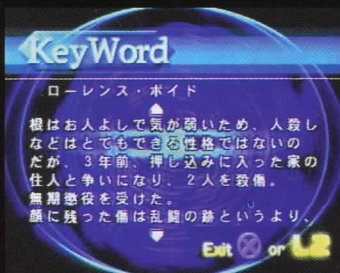 KeyWord
ローレンス・ボイド
根はお人よしで気が弱いため、人殺し
などはとてもできる性格ではないの
だが、3年前、押し込みに入った家の
住人と争いになり、2人を殺傷。
無期懲役を受けた。
顔に残った傷は乱闘の跡というより、
Exit Ⓧ or L2